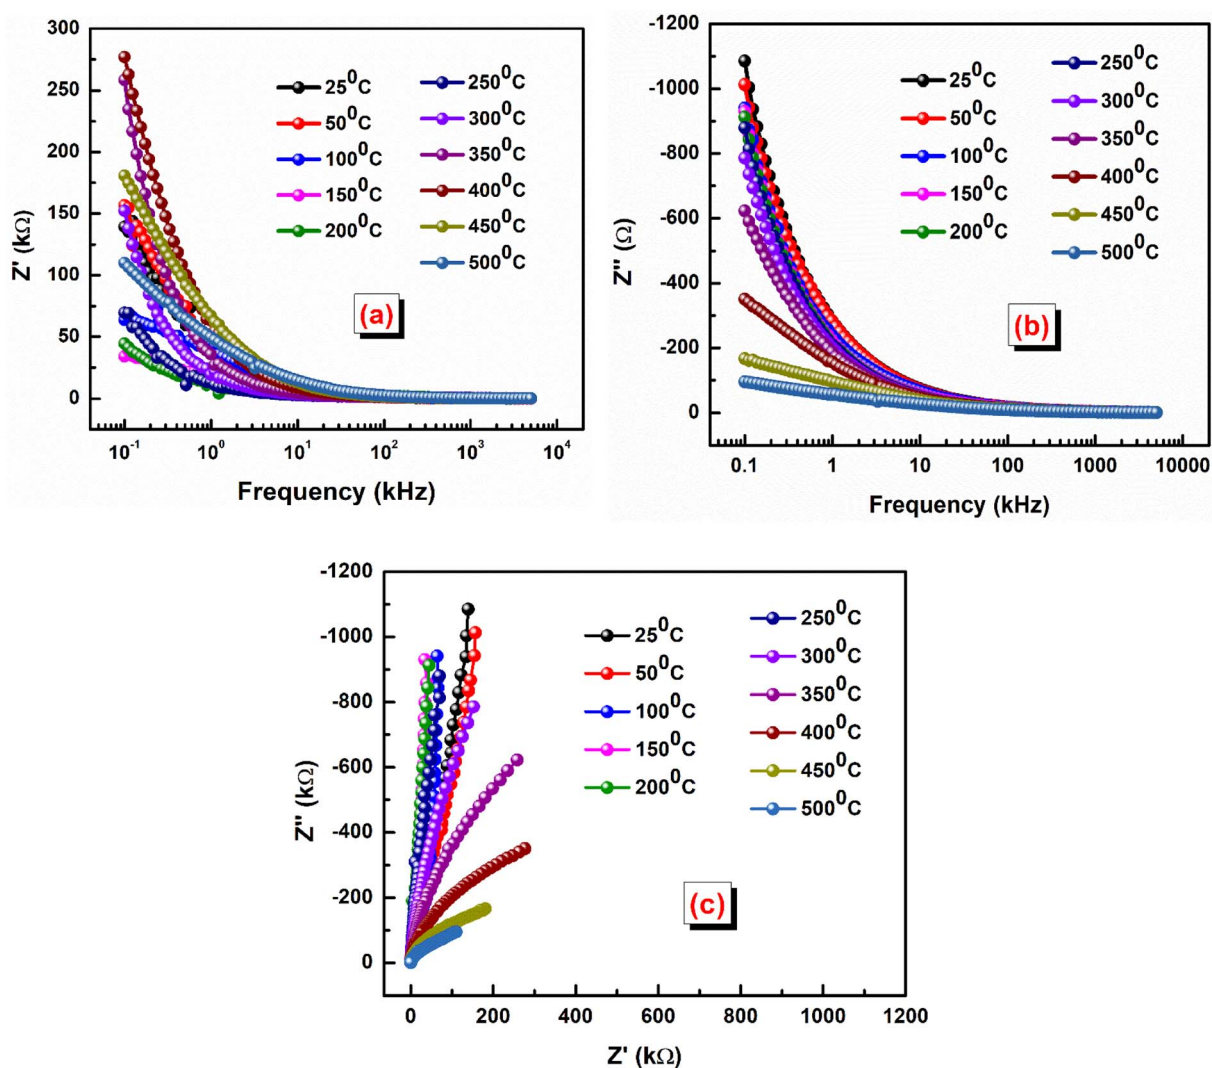 300
250
200
150
100
50
0
Z' (kΩ)
25⁰C
50⁰C
100⁰C
150⁰C
200⁰C
250⁰C
300⁰C
350⁰C
400⁰C
450⁰C
500⁰C
(a)
10⁻¹ 10⁰ 10¹ 10² 10³ 10⁴
Frequency (kHz)
-1200
-1000
-800
-600
-400
-200
0
Z'' (Ω)
25⁰C
50⁰C
100⁰C
150⁰C
200⁰C
250⁰C
300⁰C
350⁰C
400⁰C
450⁰C
500⁰C
(b)
0.1 1 10 100 1000 10000
Frequency (kHz)
-1200
-1000
-800
-600
-400
-200
0
Z'' (kΩ)
25⁰C
50⁰C
100⁰C
150⁰C
200⁰C
250⁰C
300⁰C
350⁰C
400⁰C
450⁰C
500⁰C
(c)
0 200 400 600 800 1000 1200
Z' (kΩ)